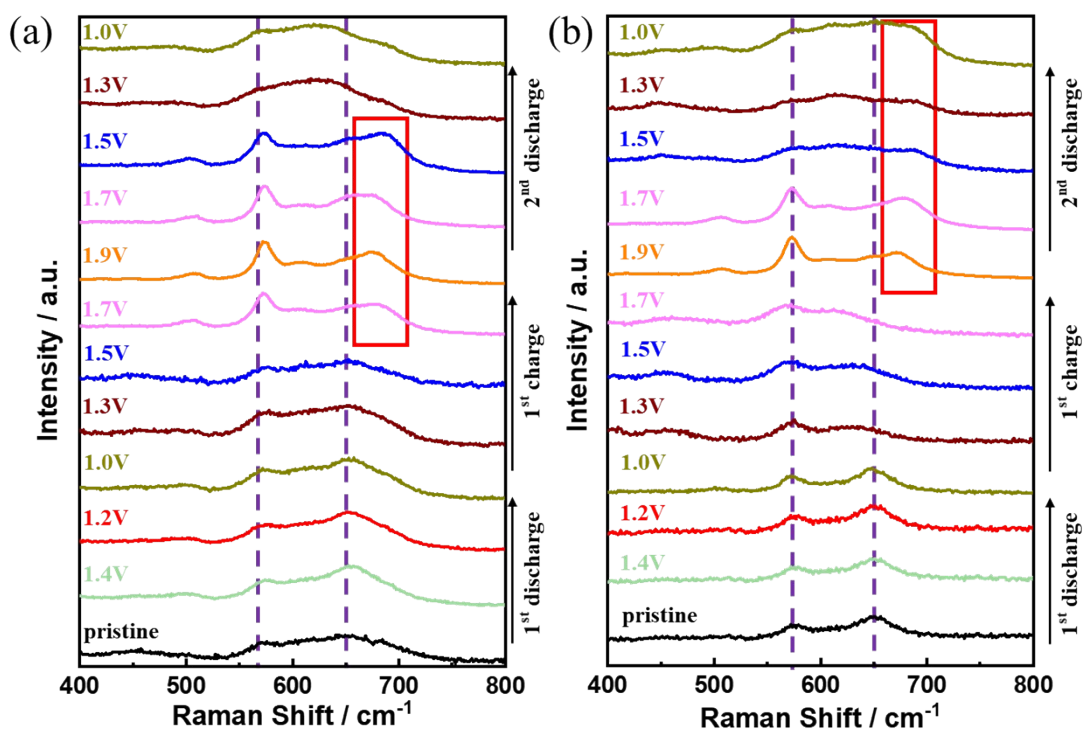 (a)
1.0V
1.3V
1.5V
1.7V
1.9V
1.7V
1.5V
1.3V
1.0V
1.2V
1.4V
pristine
Intensity / a.u.
400 500 600 700 800
Raman Shift / cm⁻¹
2nd discharge
1st charge
1st discharge
(b)
1.0V
1.3V
1.5V
1.7V
1.9V
1.7V
1.5V
1.3V
1.0V
1.2V
1.4V
pristine
Intensity / a.u.
400 500 600 700 800
Raman Shift / cm⁻¹
2nd discharge
1st charge
1st discharge